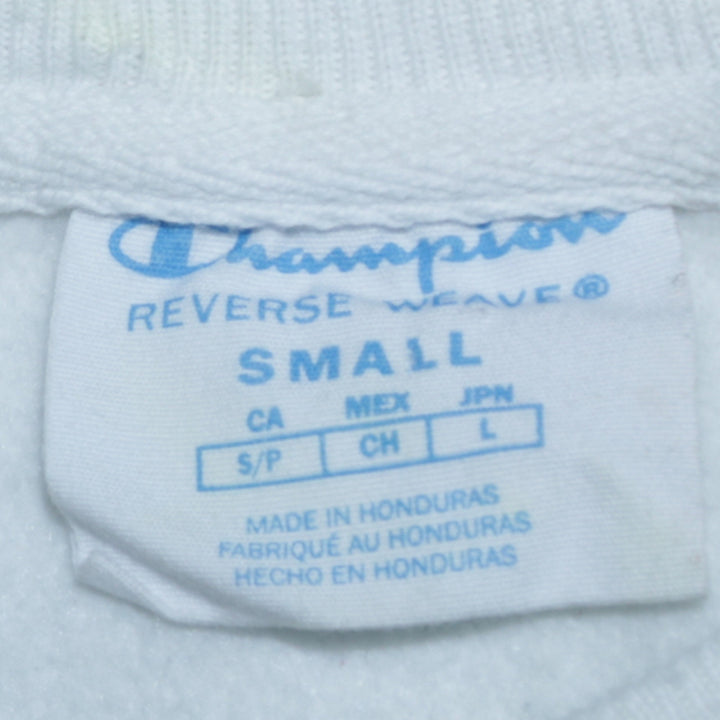 Champion
REVERSE WEAVE®
SMALL
CA MEX JPN
S/P CH L
MADE IN HONDURAS
FABRIQUÉ AU HONDURAS
HECHO EN HONDURAS